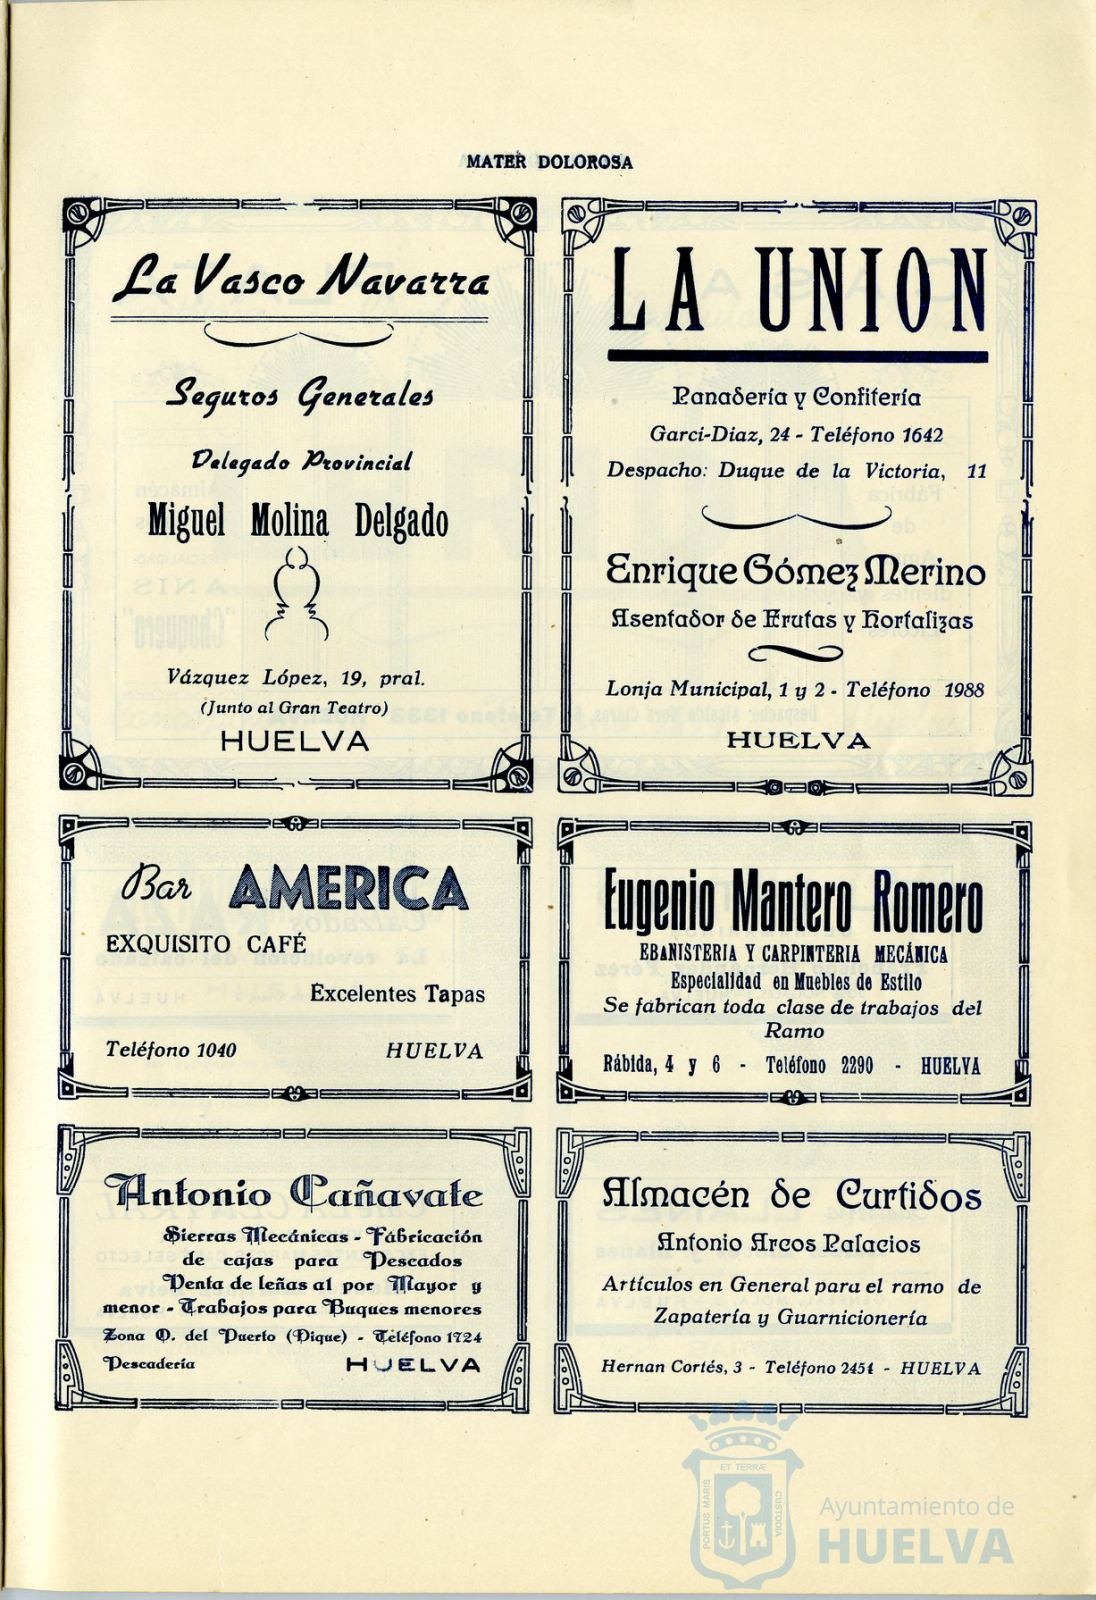 MATER DOLOROSA
La Vasco Navarra
Seguros Generales
Delegado Provincial
Miguel Molina Delgado
Vázquez López, 19, pral.
(Junto al Gran Teatro)
HUELVA
LA UNION
Panadería y Confitería
Garci-Diaz, 24 - Teléfono 1642
Despacho: Duque de la Victoria, 11
Enrique Gómez Merino
Asentador de Frutas y Hortalizas
Lonja Municipal, 1 y 2 - Teléfono 1988
HUELVA
Bar AMERICA
EXQUISITO CAFÉ
Excelentes Tapas
Teléfono 1040 HUELVA
Eugenio Mantero Romero
EBANISTERIA Y CARPINTERIA MECÁNICA
Especialidad en Muebles de Estilo
Se fabrican toda clase de trabajos del
Ramo
Rábida, 4 y 6 - Teléfono 2290 - HUELVA
Antonio Cañavate
Sierras Mecánicas - Fabricación
de cajas para Pescados
Venta de leñas al por Mayor y
menor - Trabajos para Buques menores
Zona O. del Puerto (Dique) - Teléfono 1724
Pescadería HUELVA
Almacén de Curtidos
Antonio Arcos Palacios
Artículos en General para el ramo de
Zapatería y Guarnicionería
Hernan Cortés, 3 - Teléfono 2451 - HUELVA
PORTUS MARIS
ET TERRÆ
CUSTODIA
Ayuntamiento de
HUELVA